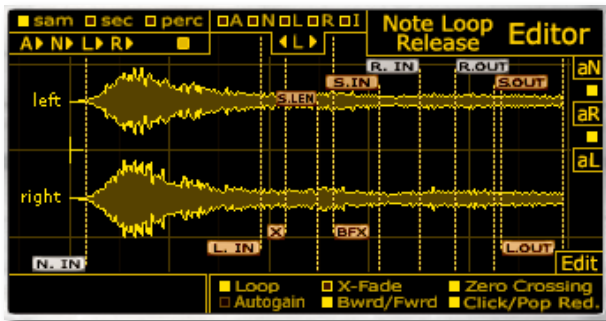 sam sec perc A N L R I Note Loop Editor
A N L R L Release
R. IN R.OUT aN
S.IN S.OUT
left S.LEN
aR
aL
right
X BFX
L. IN L.OUT
N. IN Edit
Loop X-Fade Zero Crossing
Autogain Bwrd/Fwrd Click/Pop Red.